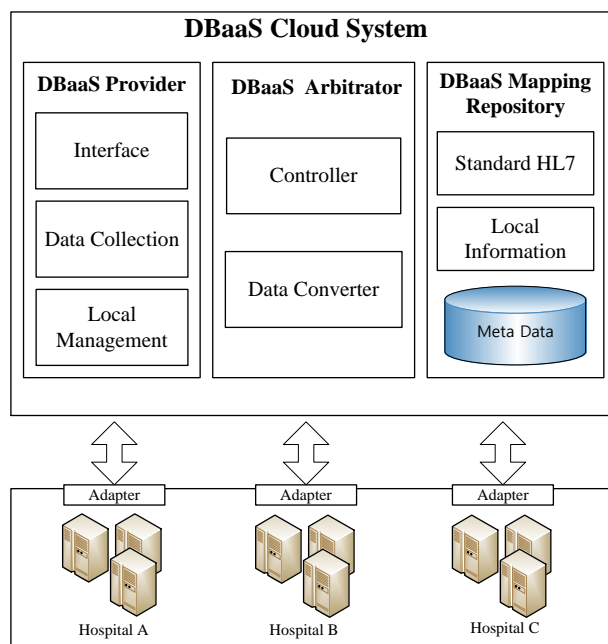 DBaaS Cloud System
DBaaS Provider
Interface
Data Collection
Local
Management
DBaaS Arbitrator
Controller
Data Converter
DBaaS Mapping
Repository
Standard HL7
Local
Information
Meta Data
Adapter
Adapter
Adapter
Hospital A
Hospital B
Hospital C